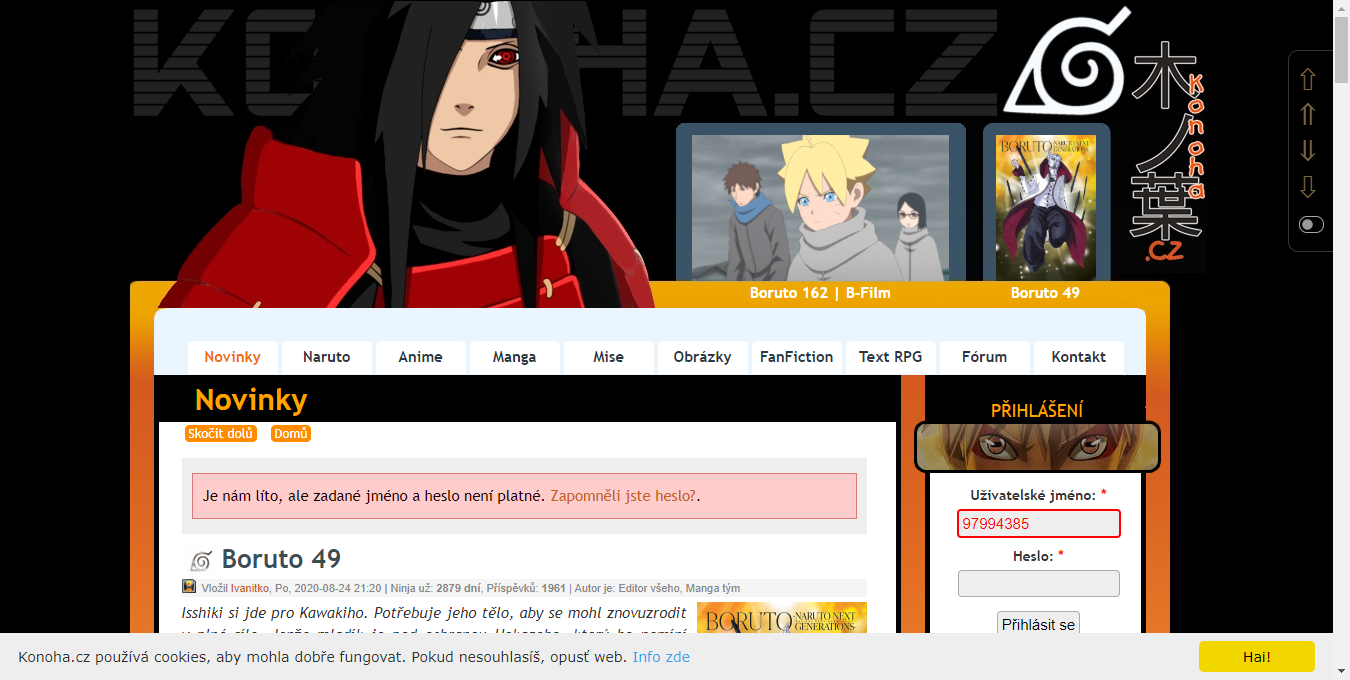 KONOHA.CZ
木ノ葉
Konoha
.CZ
BORUTO NARUTO NEXT GENERATIONS
Boruto 162 | B-Film
Boruto 49
Novinky
Naruto
Anime
Manga
Mise
Obrázky
FanFiction
Text RPG
Fórum
Kontakt
Novinky
Skočit dolů
Domů
Je nám líto, ale zadané jméno a heslo není platné. Zapomněli jste heslo?.
Boruto 49
Vložil Ivanitko, Po, 2020-08-24 21:20 | Ninja už: 2879 dní, Příspěvků: 1961 | Autor je: Editor všeho, Manga tým
Isshiki si jde pro Kawakiho. Potřebuje jeho tělo, aby se mohl znovuzrodit
BORUTO NARUTO NEXT GENERATIONS
PŘIHLÁŠENÍ
Uživatelské jméno: *
97994385
Heslo: *
Přihlásit se
Konoha.cz používá cookies, aby mohla dobře fungovat. Pokud nesouhlasíš, opusť web. Info zde
Hai!